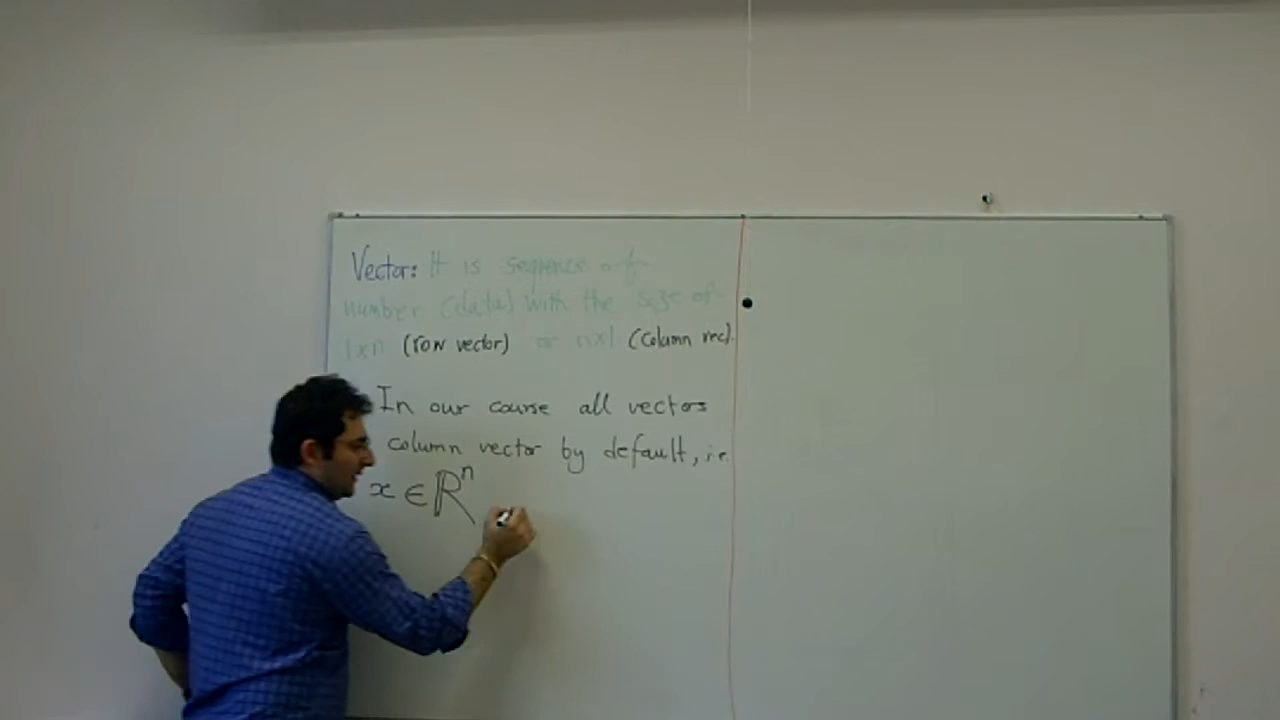 Vector: It is sequence of
number (data) with the size of
1×n (row vector) or n×1 (column vec).
In our course all vectors
column vector by default, i.e.
x ∈ ℝⁿ